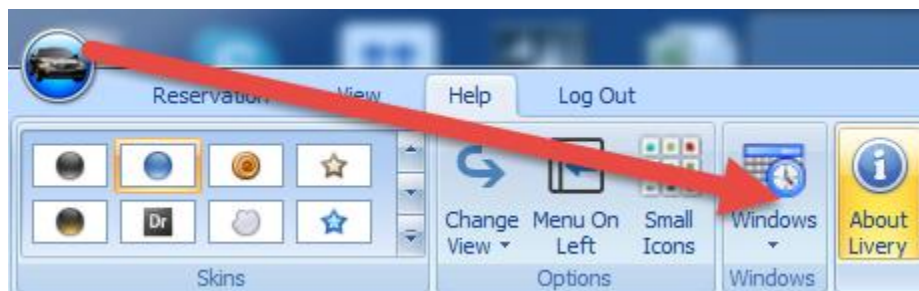 Reservation View Help Log Out
Dr
Change Menu On Small Windows About
View Left Icons Livery
Skins Options Windows